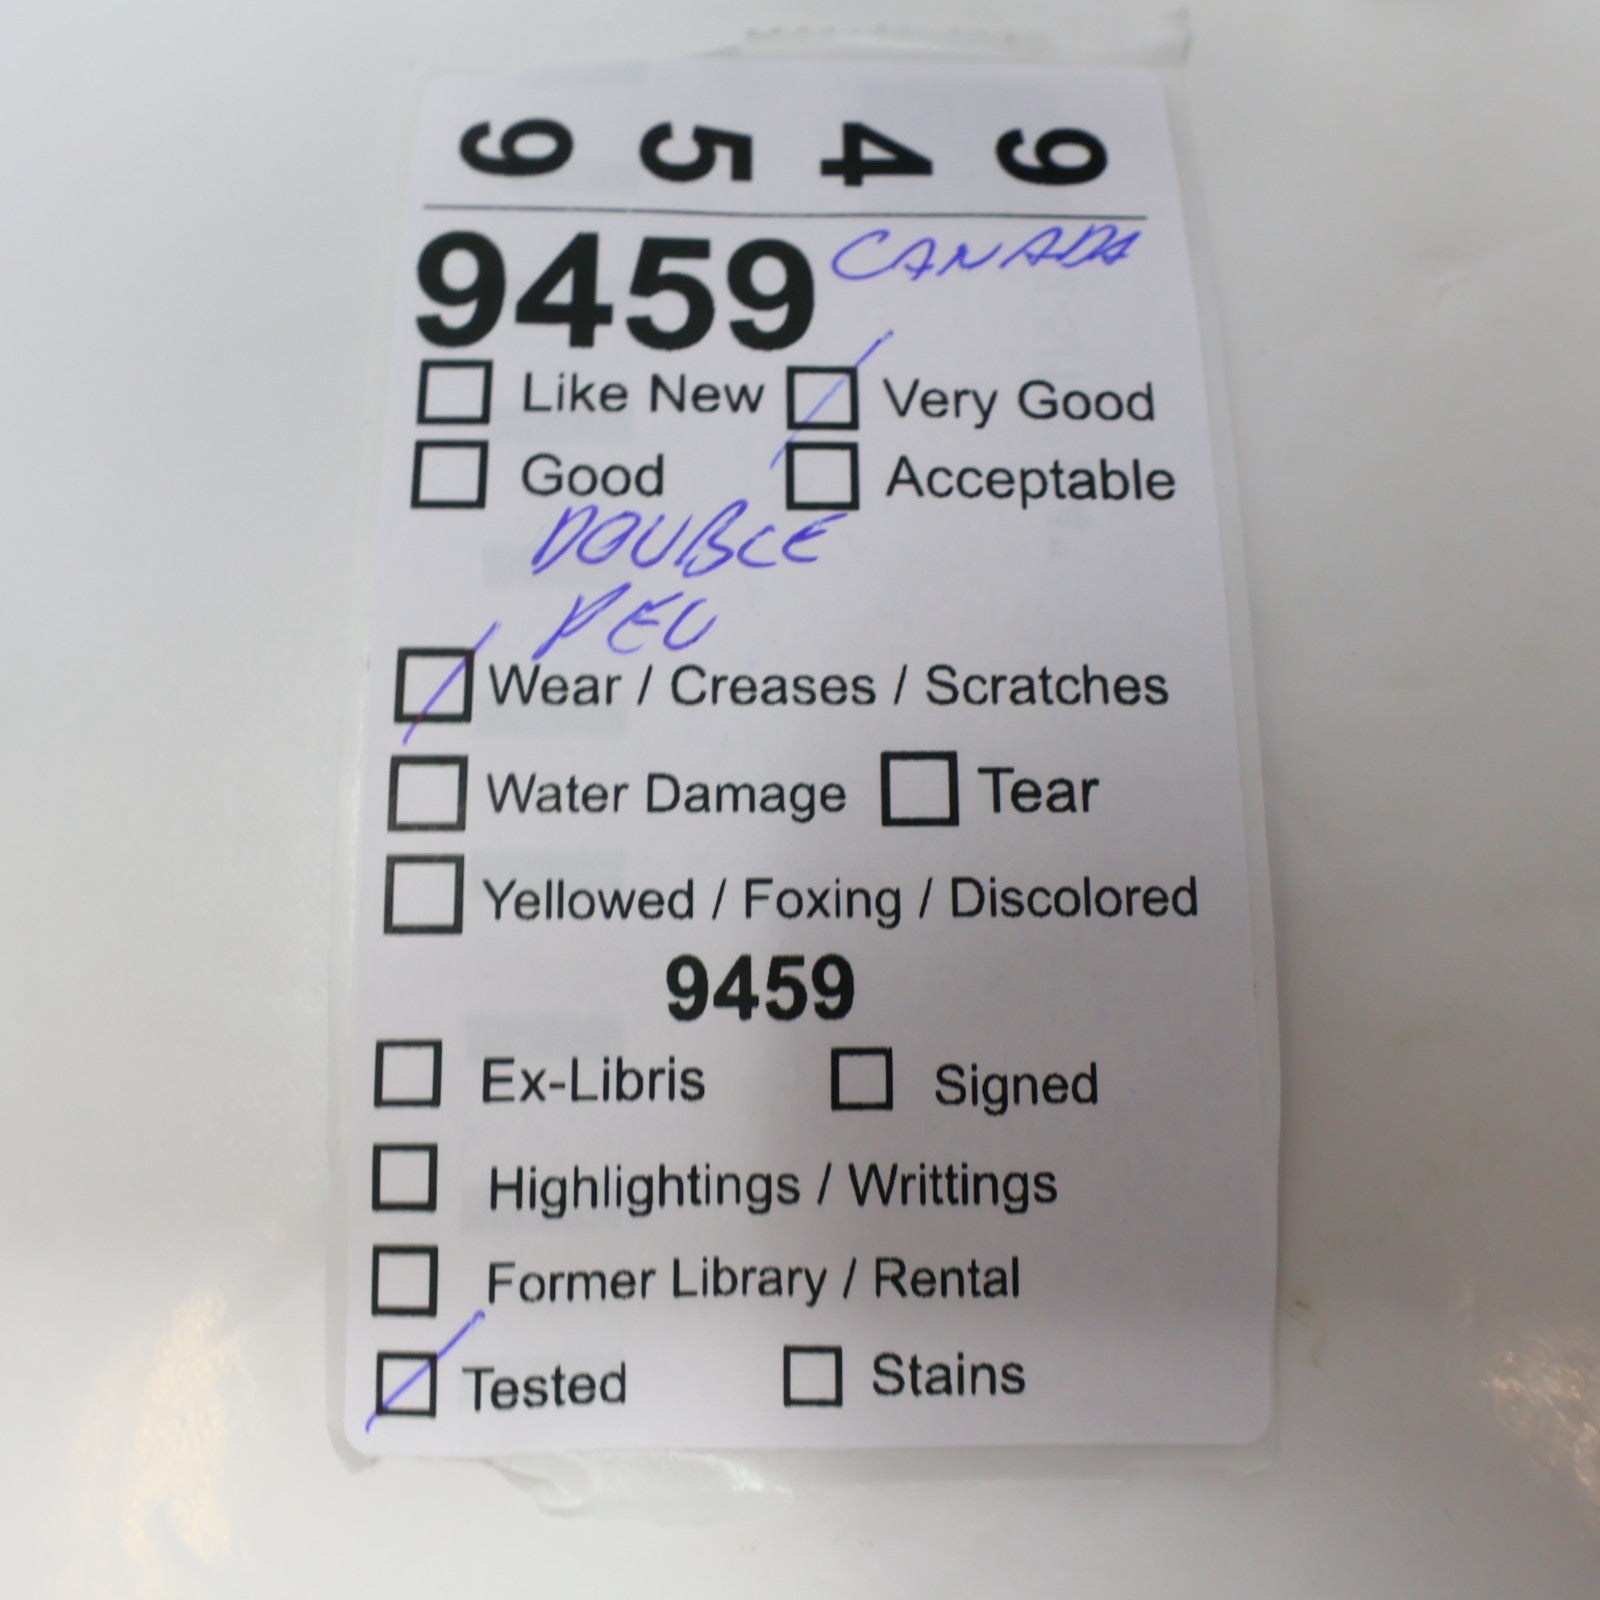 9 5 4 9
9459 CANADA
Like New Very Good
Good Acceptable
DOUBLE
Wear / Creases / Scratches
Water Damage Tear
Yellowed / Foxing / Discolored
9459
Ex-Libris Signed
Highlightings / Writtings
Former Library / Rental
Tested Stains